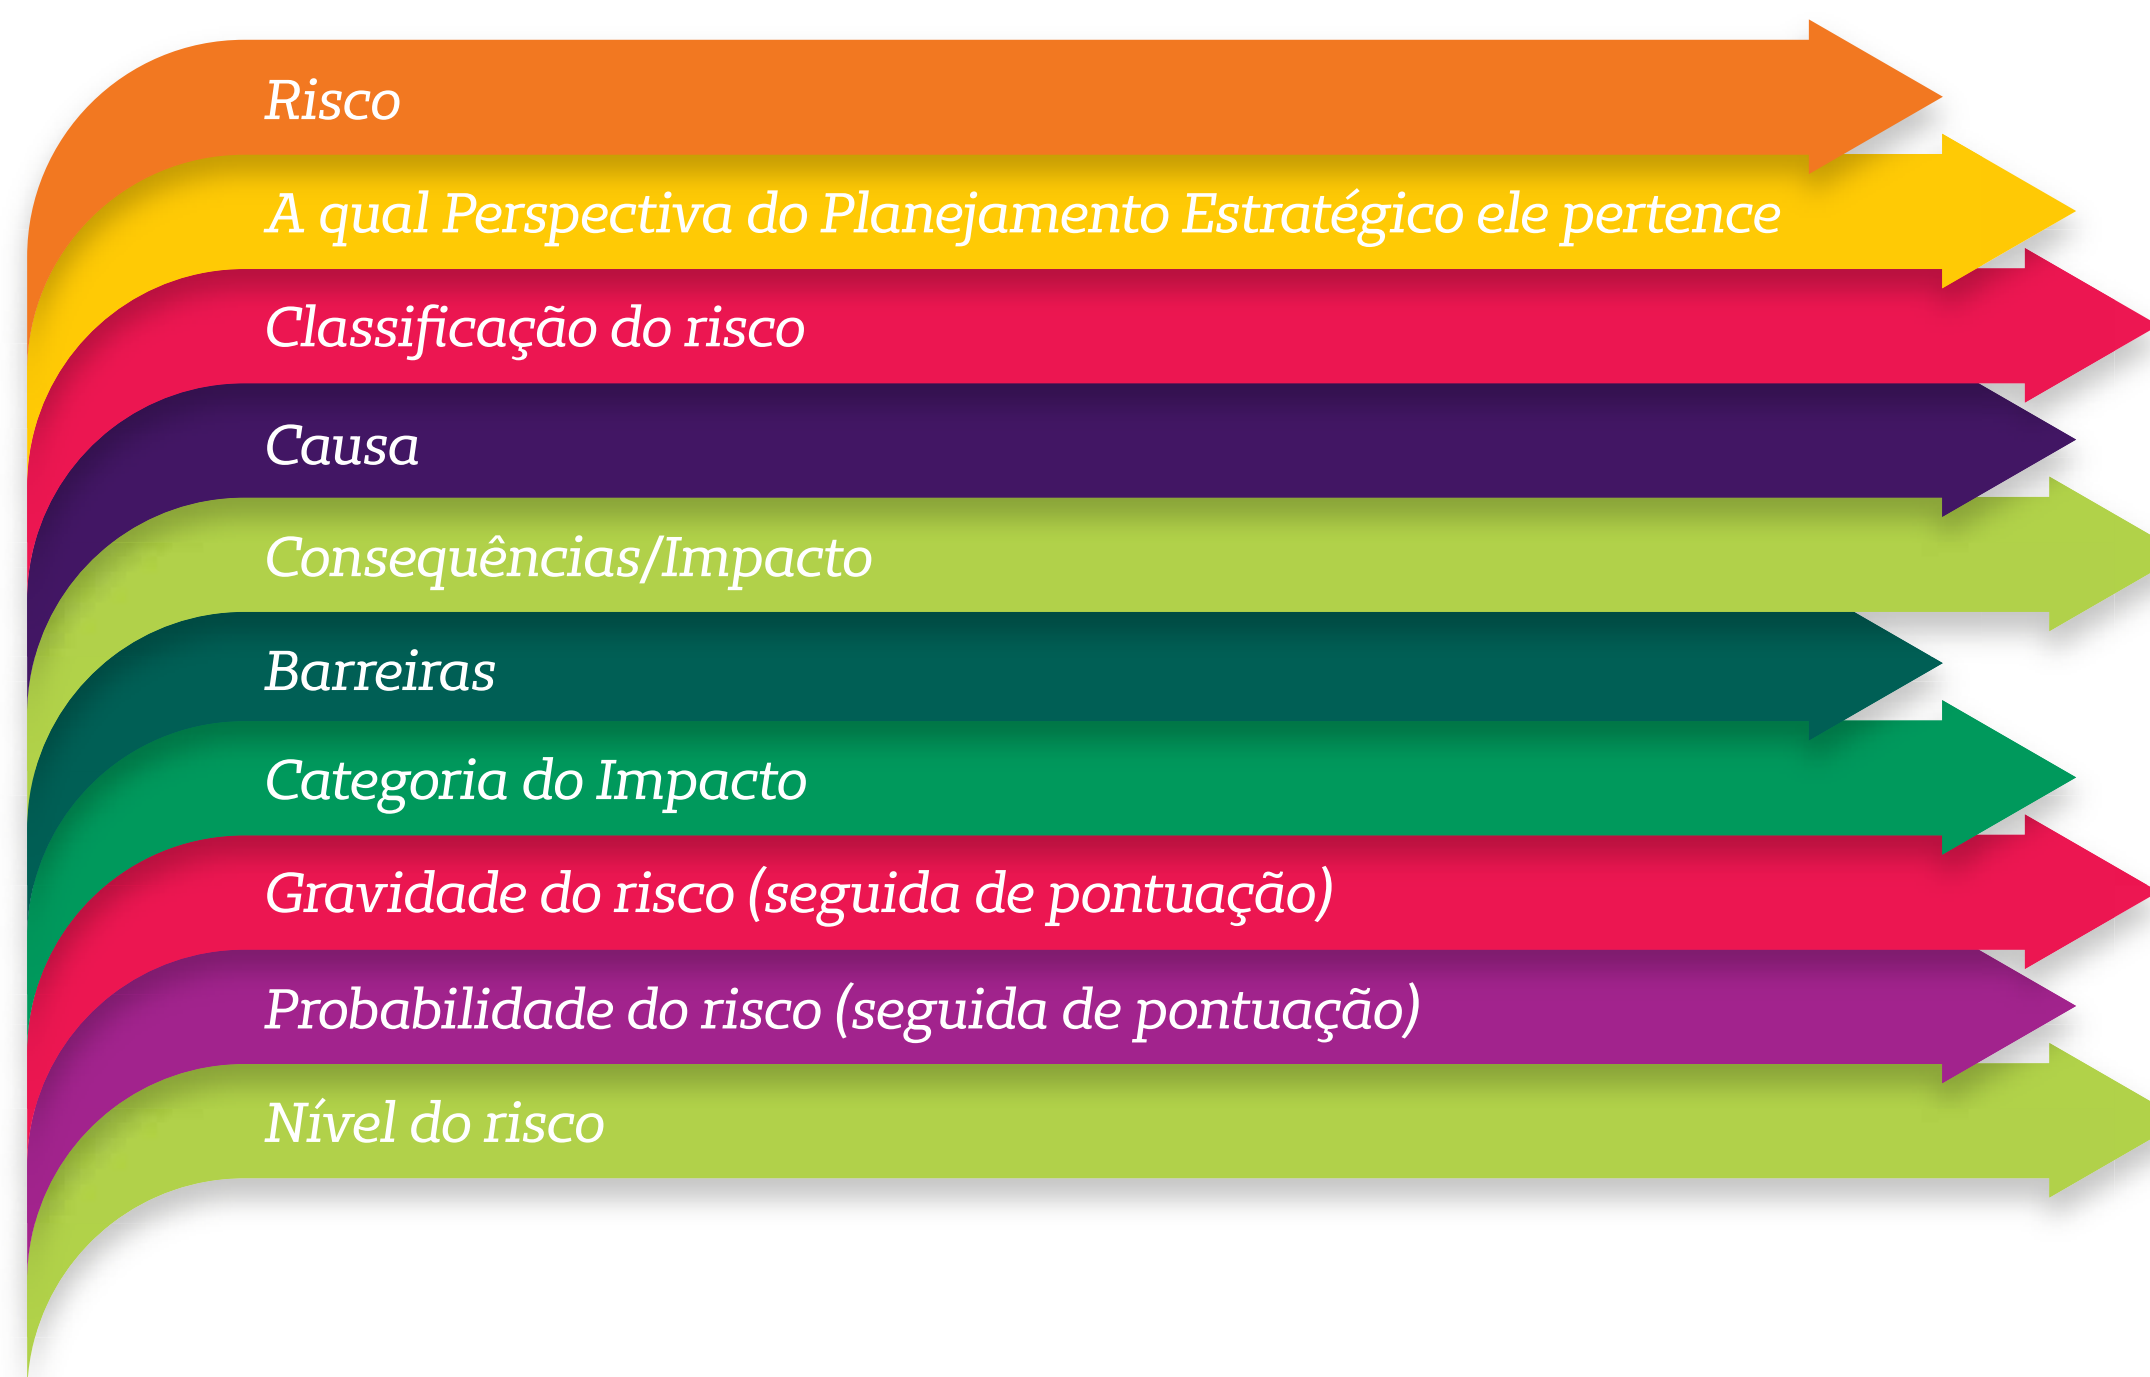 Risco
A qual Perspectiva do Planejamento Estratégico ele pertence
Classificação do risco
Causa
Consequências/Impacto
Barreiras
Categoria do Impacto
Gravidade do risco (seguida de pontuação)
Probabilidade do risco (seguida de pontuação)
Nível do risco